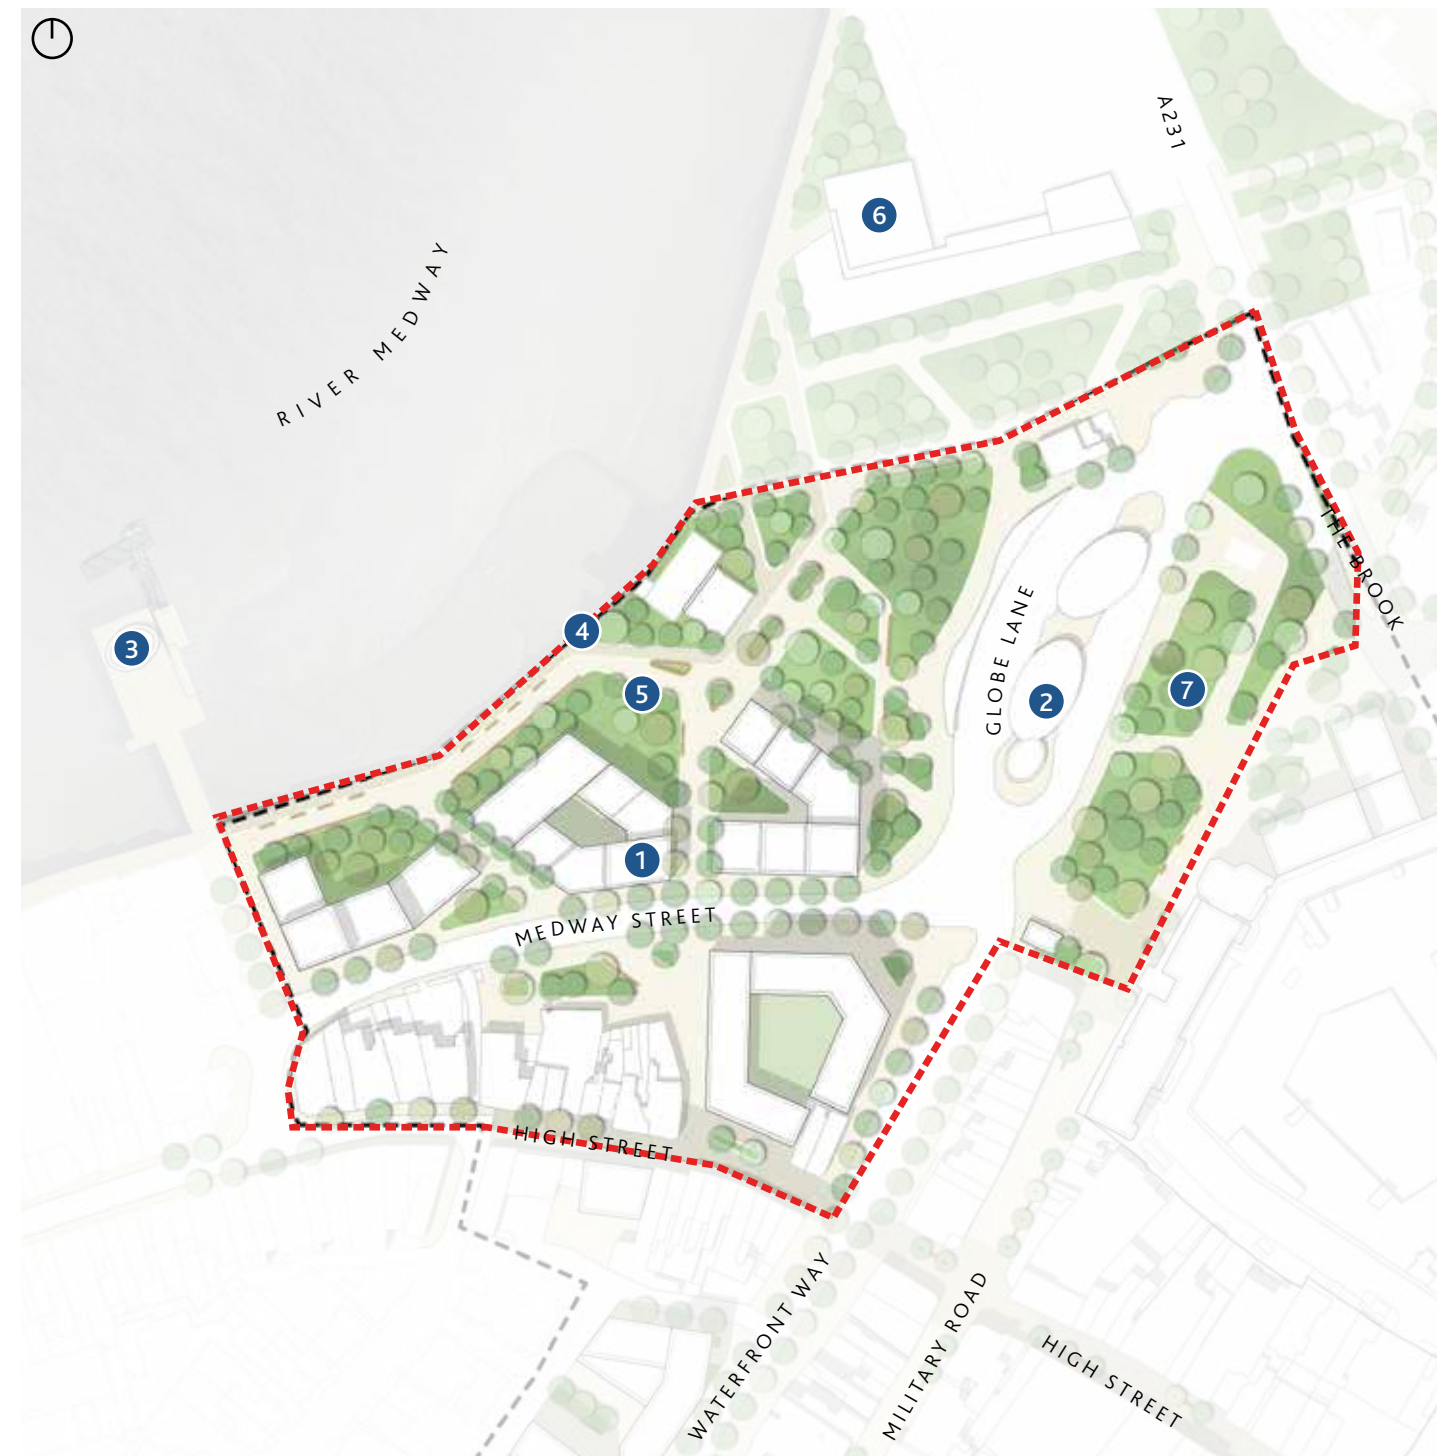 A231
6
RIVER MEDWAY
THE BROOK
4
3
GLOBE LANE
5
7
2
1
MEDWAY STREET
HIGH STREET
WATERFRONT WAY
MILITARY ROAD
HIGH STREET